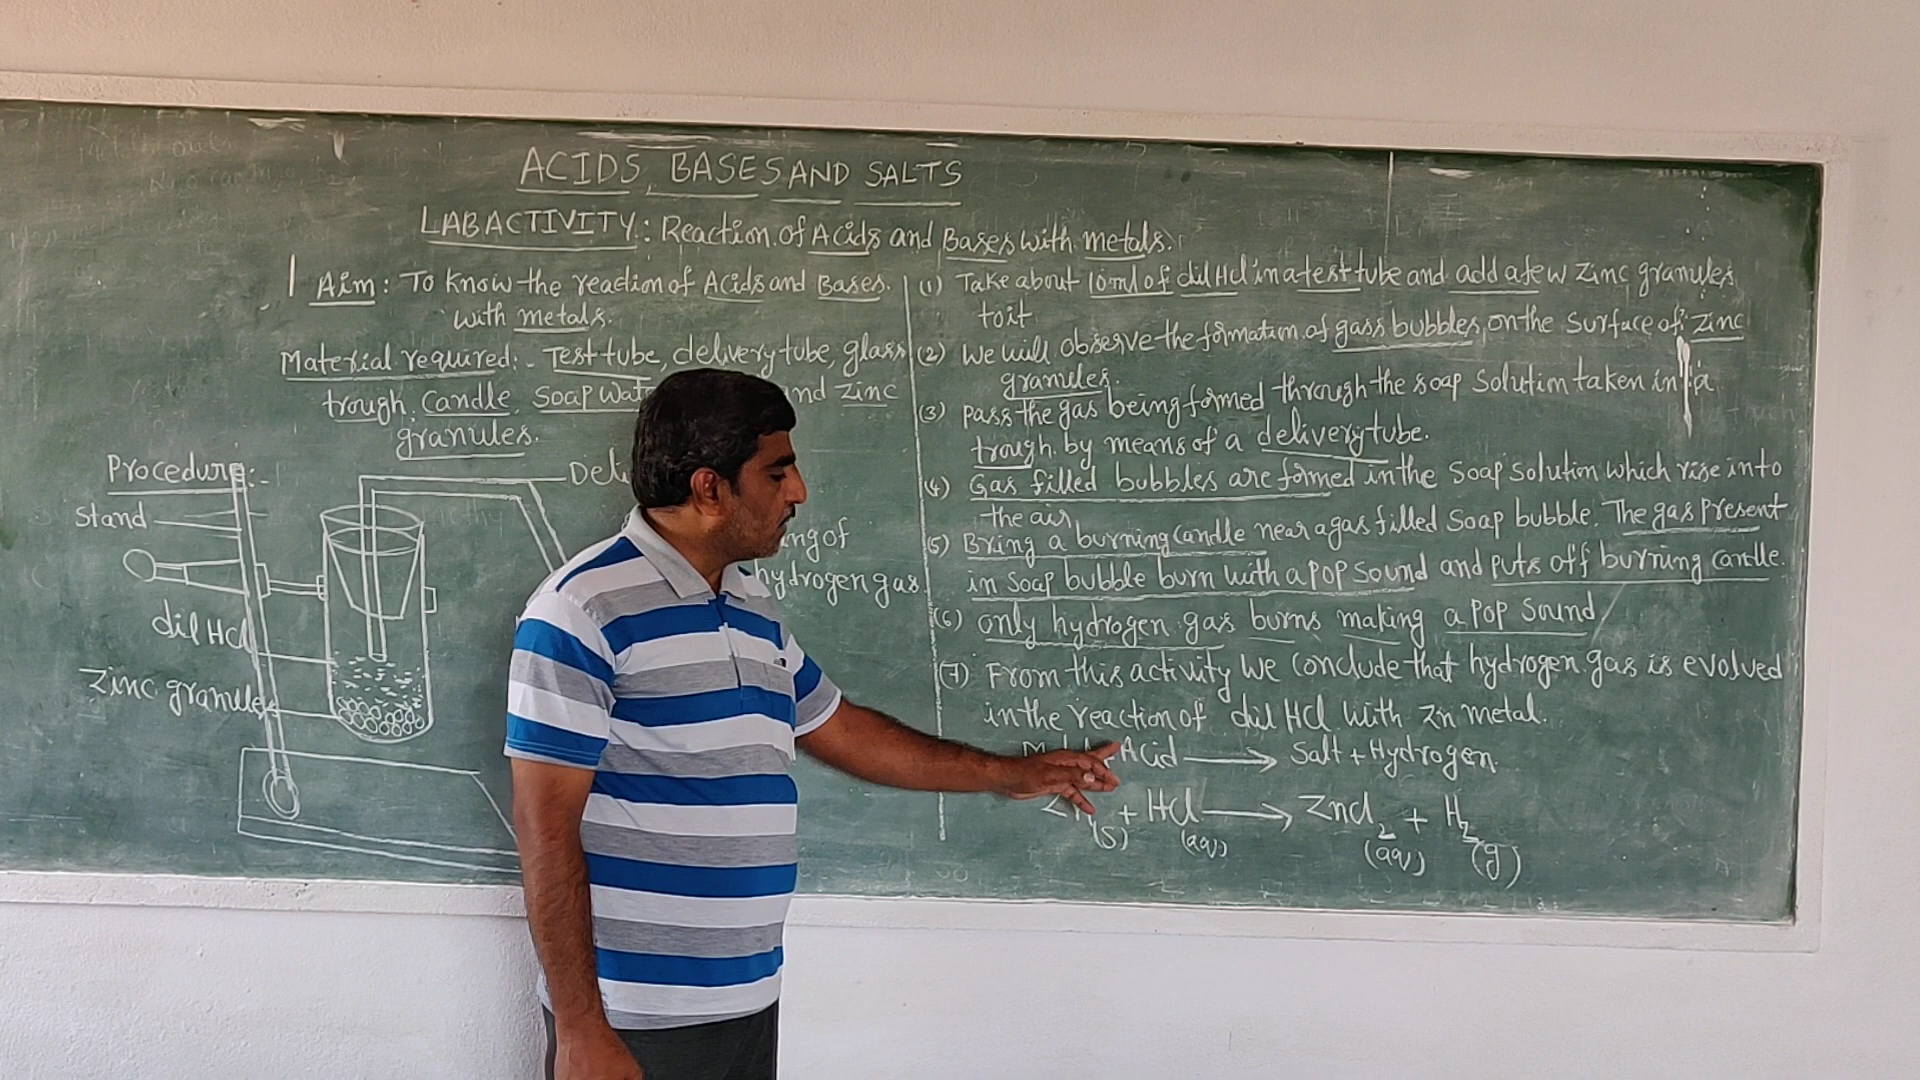 ACIDS, BASES AND SALTS
LAB ACTIVITY: Reaction of Acids and Bases with metals.
Aim: To Know the reaction of Acids and Bases.
with metals.
Material required:- Test tube, delivery tube, glass
trough, Candle, Soap and Zinc
granules.
Procedure:-
Stand
dil Hcl
Zinc granules
of
hydrogen gas
(1) Take about 10ml of dil Hcl in a test tube and add a few Zinc granules
to it
(2) We will observe the formation of gass bubbles, on the Surface of Zinc
granules.
(3) Pass the gas being formed through the soap Solution taken in a
trough by means of a delivery tube.
(4) Gas filled bubbles are formed in the Soap Solution which rise into
the air,
(5) Bring a burning candle near a gas filled Soap bubble. The gas present
in soap bubble burn with a POP Sound and puts off burning candle.
(6) only hydrogen gas burns making a POP Sound
(7) From this activity we Conclude that hydrogen gas is evolved
in the reaction of dil HCl with Zn metal.
Acid ⟶ Salt + Hydrogen.
Zn(s) + Hcl(aq) ⟶ Zncl2(aq) + H2(g)